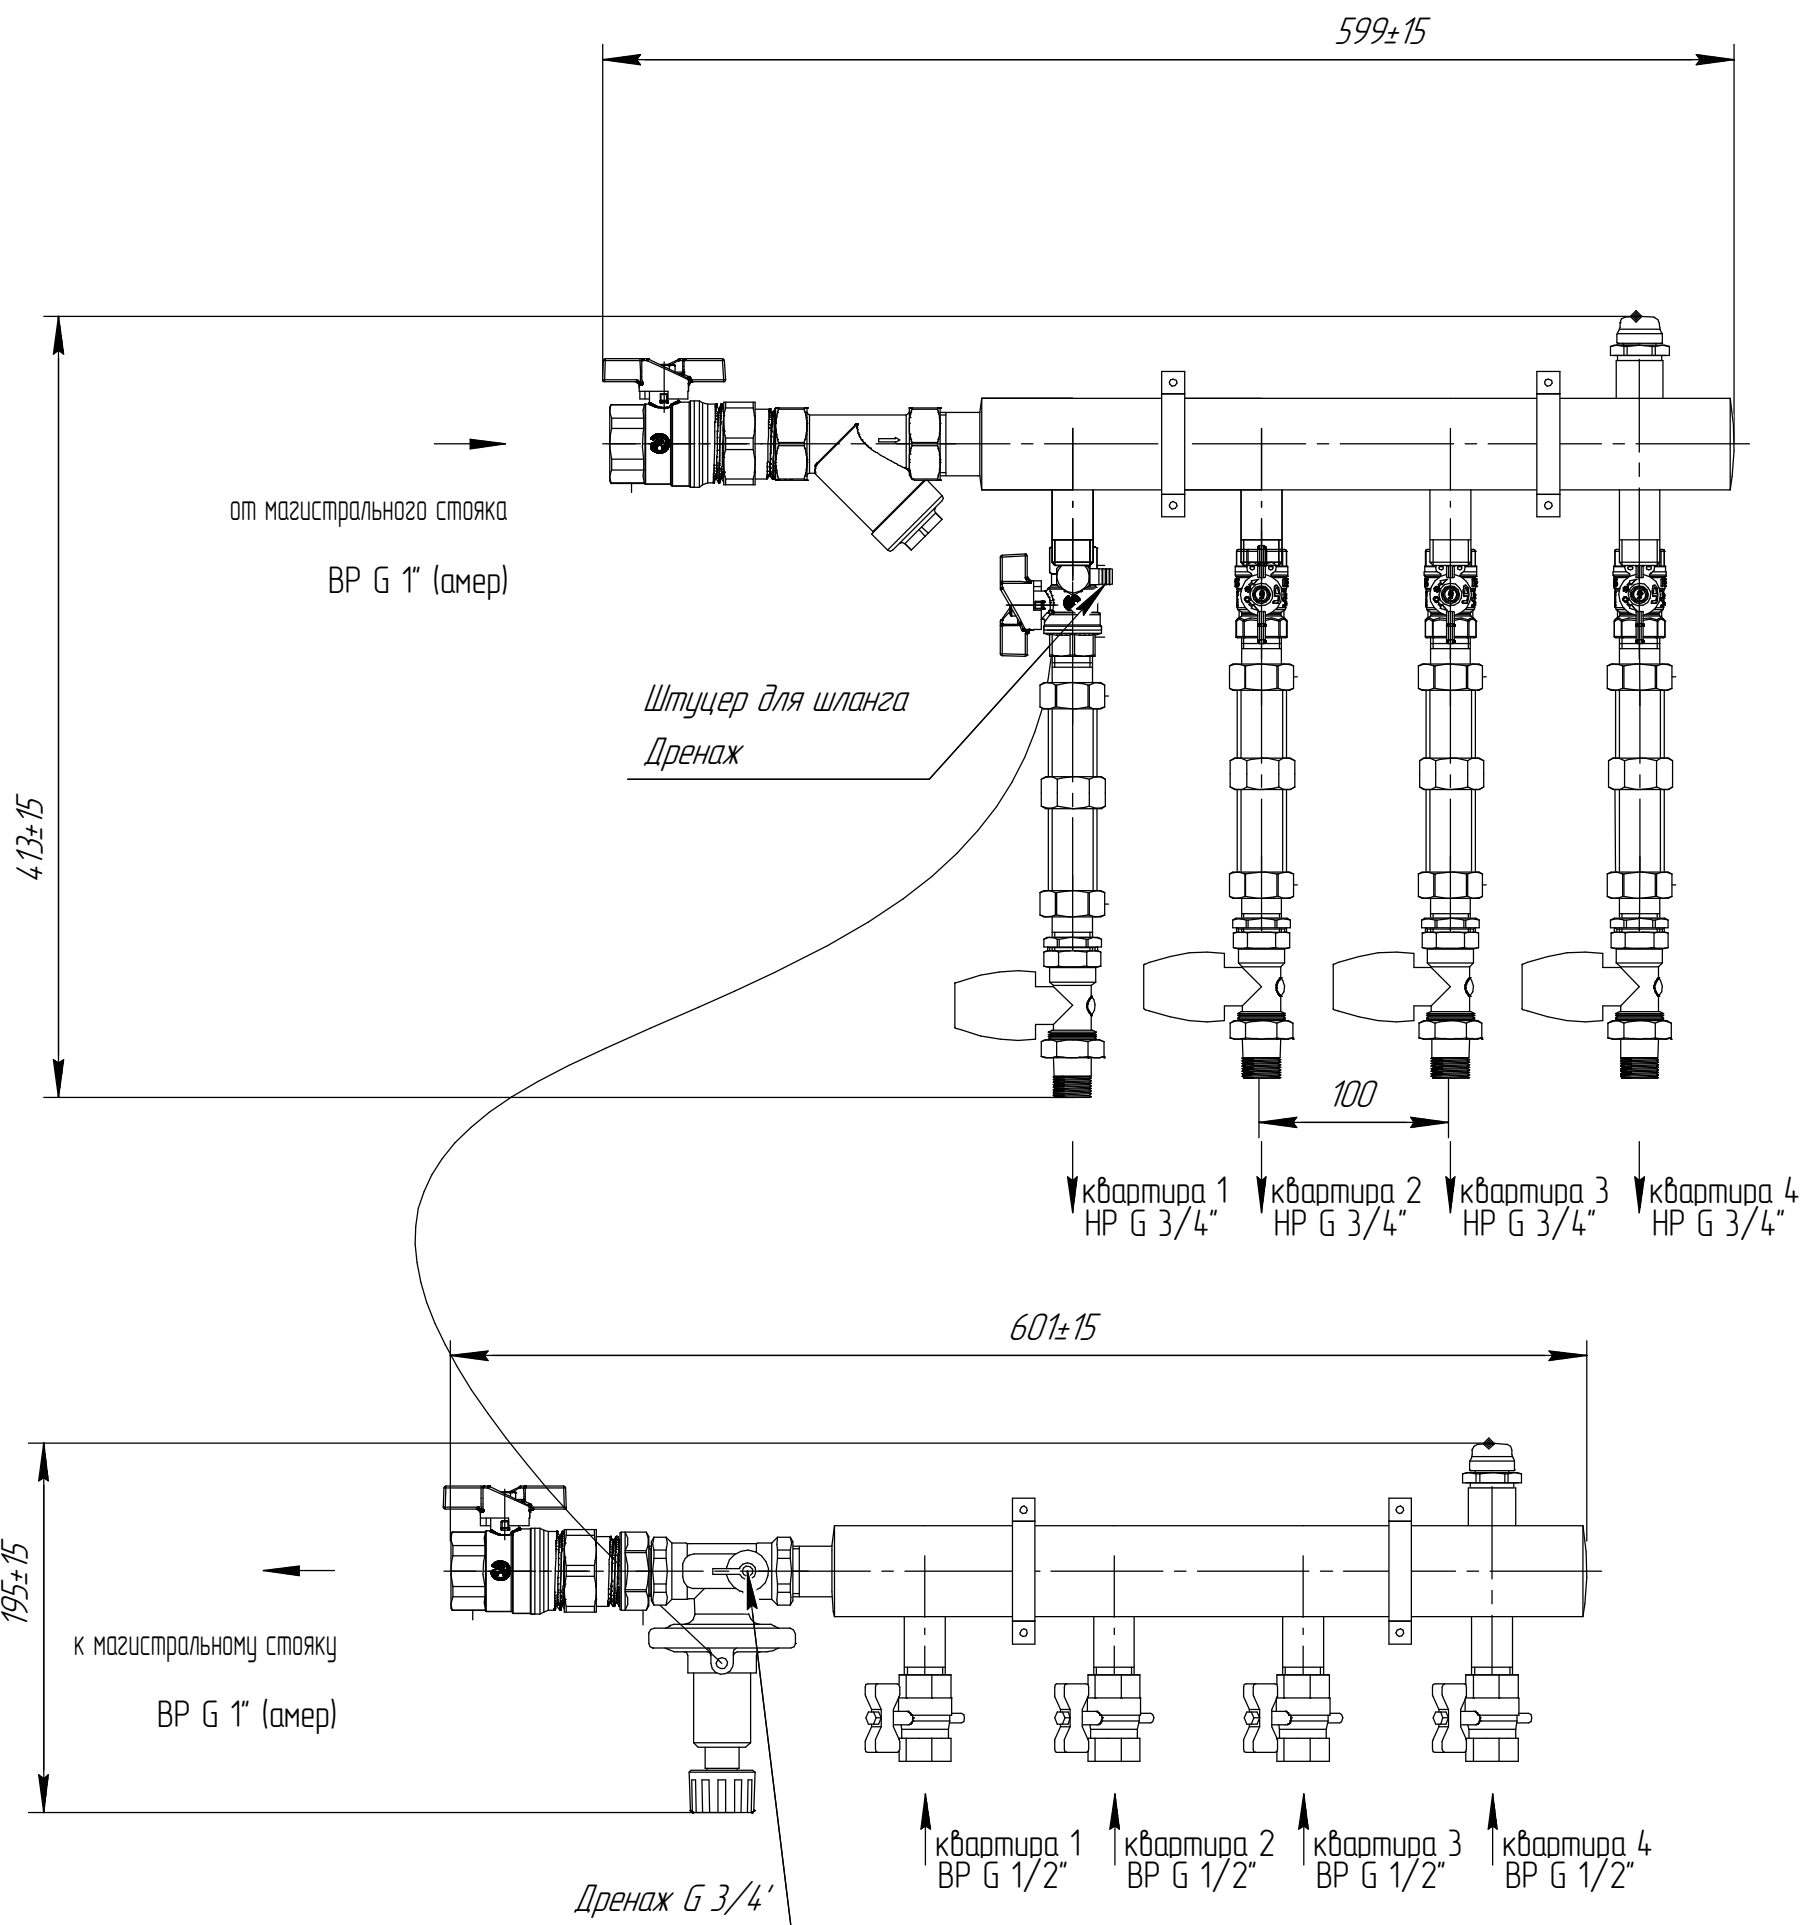 599±15
от магистрального стояка
ВР G 1" (амер)
Штуцер для шланга
Дренаж
413±15
100
квартира 1
НР G 3/4"
квартира 2
НР G 3/4"
квартира 3
НР G 3/4"
квартира 4
НР G 3/4"
601±15
195±15
к магистральному стояку
ВР G 1" (амер)
квартира 1
ВР G 1/2"
квартира 2
ВР G 1/2"
квартира 3
ВР G 1/2"
квартира 4
ВР G 1/2"
Дренаж G 3/4'